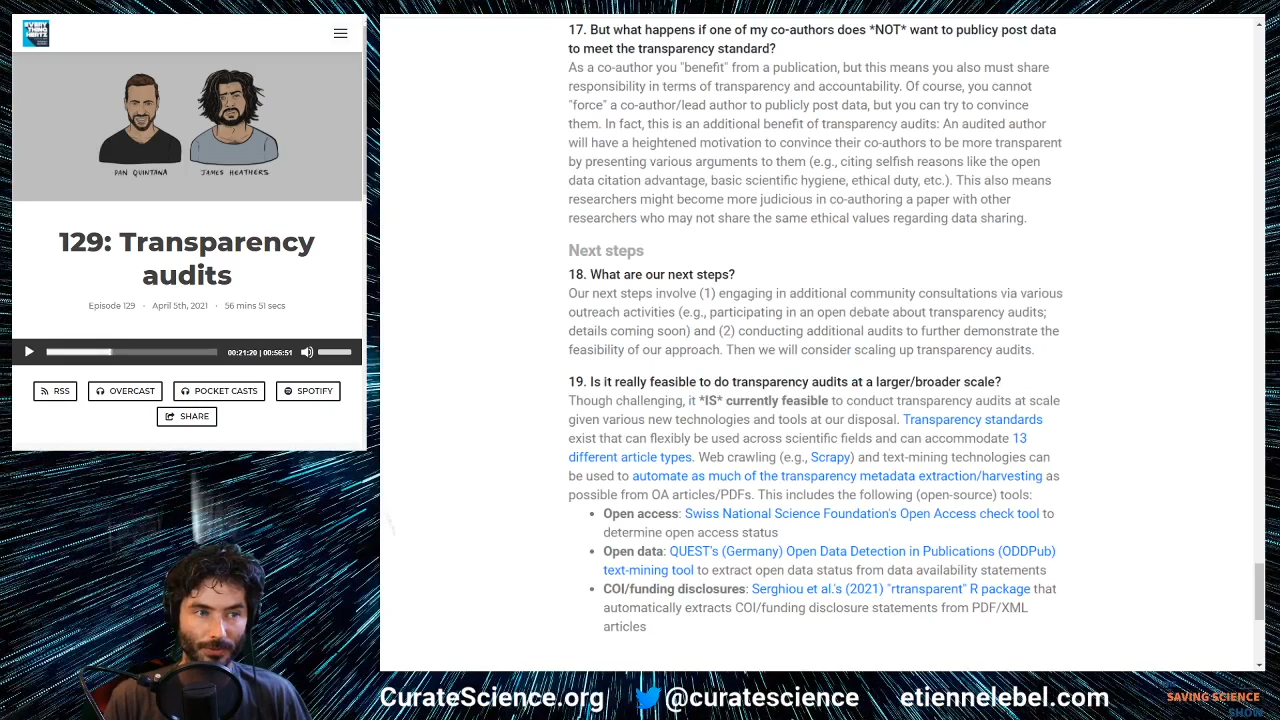 EVERY
THING
HERTZ
DAN QUINTANA
JAMES HEATHERS
129: Transparency
audits
Episode 129 · April 5th, 2021 · 56 mins 51 secs
00:21:20 | 00:56:51
RSS
OVERCAST
POCKET CASTS
SPOTIFY
SHARE
17. But what happens if one of my co-authors does *NOT* want to publicy post data
to meet the transparency standard?
As a co-author you "benefit" from a publication, but this means you also must share
responsibility in terms of transparency and accountability. Of course, you cannot
"force" a co-author/lead author to publicly post data, but you can try to convince
them. In fact, this is an additional benefit of transparency audits: An audited author
will have a heightened motivation to convince their co-authors to be more transparent
by presenting various arguments to them (e.g., citing selfish reasons like the open
data citation advantage, basic scientific hygiene, ethical duty, etc.). This also means
researchers might become more judicious in co-authoring a paper with other
researchers who may not share the same ethical values regarding data sharing.
Next steps
18. What are our next steps?
Our next steps involve (1) engaging in additional community consultations via various
outreach activities (e.g., participating in an open debate about transparency audits;
details coming soon) and (2) conducting additional audits to further demonstrate the
feasibility of our approach. Then we will consider scaling up transparency audits.
19. Is it really feasible to do transparency audits at a larger/broader scale?
Though challenging, it *IS* currently feasible to conduct transparency audits at scale
given various new technologies and tools at our disposal. Transparency standards
exist that can flexibly be used across scientific fields and can accommodate 13
different article types. Web crawling (e.g., Scrapy) and text-mining technologies can
be used to automate as much of the transparency metadata extraction/harvesting as
possible from OA articles/PDFs. This includes the following (open-source) tools:
• Open access: Swiss National Science Foundation's Open Access check tool to
determine open access status
• Open data: QUEST's (Germany) Open Data Detection in Publications (ODDPub)
text-mining tool to extract open data status from data availability statements
• COI/funding disclosures: Serghiou et al.'s (2021) "rtransparent" R package that
automatically extracts COI/funding disclosure statements from PDF/XML
articles
CurateScience.org @curatescience etiennelebel.com
SAVING SCIENCE
SHOW